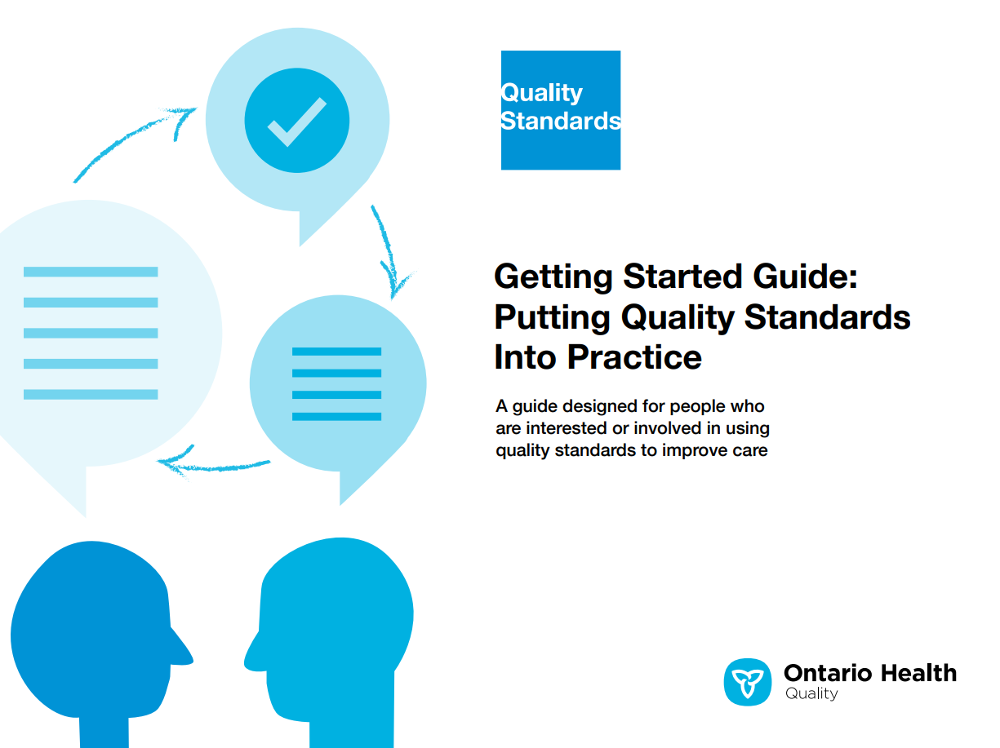 Quality
Standards
Getting Started Guide:
Putting Quality Standards
Into Practice
A guide designed for people who
are interested or involved in using
quality standards to improve care
Ontario Health
Quality